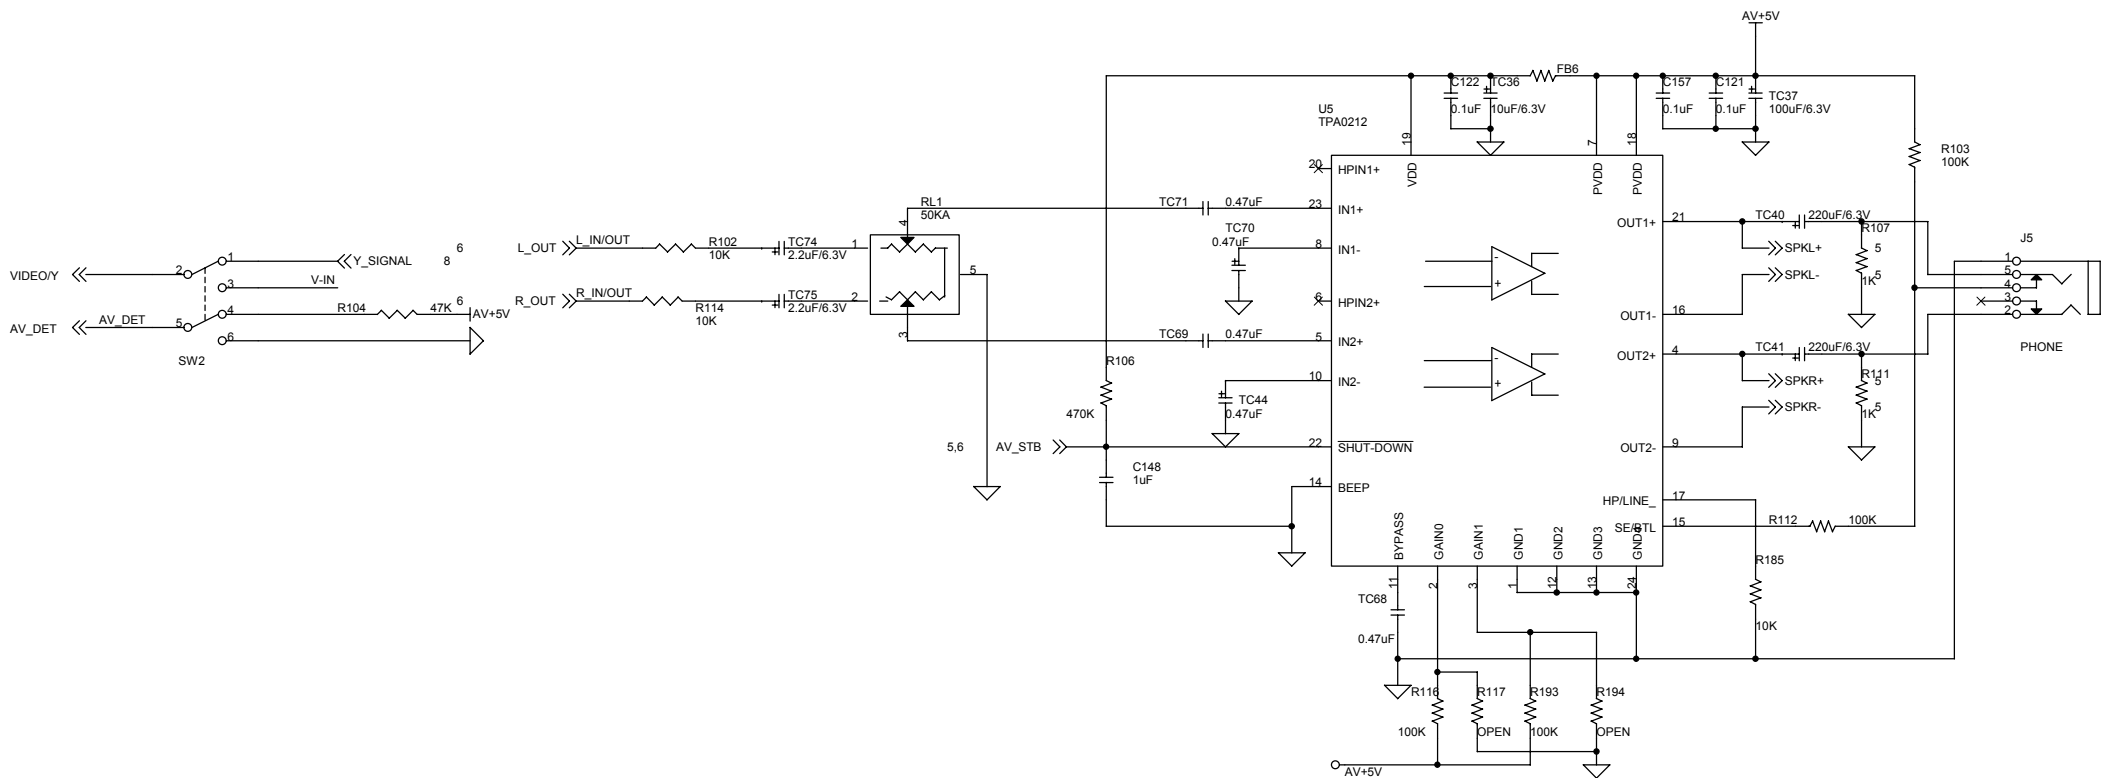 AV+5V
FB6
C122
TC36
0.1uF
10uF/6.3V
C157
C121
TC37
0.1uF
0.1uF
100uF/6.3V
U5
TPA0212
19
7
18
R103
100K
20
HPIN1+
VDD
PVDD
PVDD
RL1
50KA
4
TC71
0.47uF
23
IN1+
OUT1+
21
TC40
220uF/6.3V
R107
5
1K
5
TC70
0.47uF
8
IN1-
SPKL+
SPKL-
J5
1
5
4
3
2
PHONE
1
Y_SIGNAL
6
8
VIDEO/Y
2
3
V-IN
R104
47K
6
AV+5V
4
AV_DET
AV_DET
5
6
SW2
L_OUT
L_IN/OUT
R102
10K
TC74
2.2uF/6.3V
1
5
R_OUT
R_IN/OUT
R114
10K
TC75
2.2uF/6.3V
2
3
6
HPIN2+
OUT1-
16
TC69
0.47uF
5
IN2+
OUT2+
4
TC41
220uF/6.3V
R111
5
1K
5
R106
470K
10
IN2-
TC44
0.47uF
SPKR+
SPKR-
-
+
-
+
5,6
AV_STB
22
SHUT-DOWN
OUT2-
9
C148
1uF
14
BEEP
HP/LINE_
17
SE/BTL
15
R112
100K
BYPASS
GAIN0
GAIN1
GND1
GND2
GND3
GND4
11
2
3
1
12
13
24
R185
10K
TC68
0.47uF
R116
R117
R193
R194
100K
OPEN
100K
OPEN
AV+5V